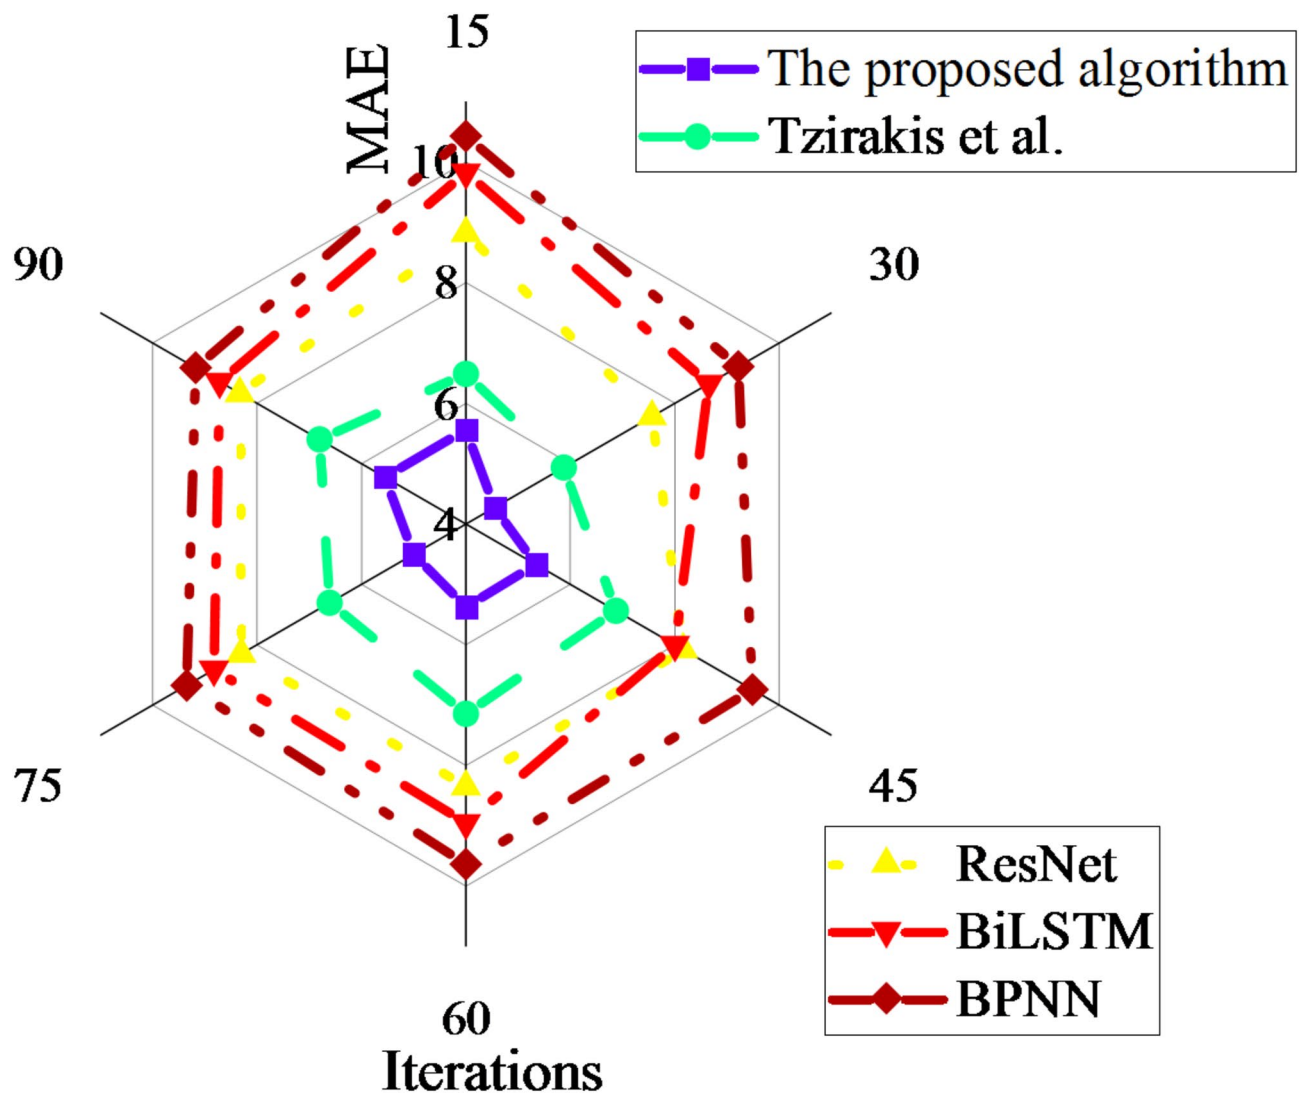 15
MAE
The proposed algorithm
Tzirakis et al.
10
90
30
8
6
4
75
45
ResNet
BiLSTM
BPNN
60
Iterations